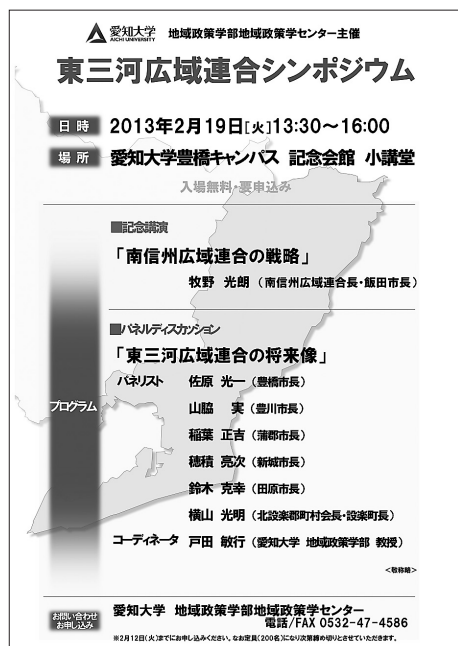 愛知大学 地域政策学部地域政策学センター主催
AICHI UNIVERSITY
東三河広域連合シンポジウム
日時 2013年2月19日[火]13:30～16:00
場所 愛知大学豊橋キャンパス 記念会館 小講堂
入場無料・要申込み
■記念講演
「南信州広域連合の戦略」
牧野 光朗（南信州広域連合長・飯田市長）
■パネルディスカッション
「東三河広域連合の将来像」
パネリスト 佐原 光一（豊橋市長）
山脇 実（豊川市長）
プログラム
稲葉 正吉（蒲郡市長）
穂積 亮次（新城市長）
鈴木 克幸（田原市長）
横山 光明（北設楽郡町村会長・設楽町長）
コーディネータ 戸田 敏行（愛知大学 地域政策学部 教授）
＜敬称略＞
お問い合わせ
お申し込み
愛知大学 地域政策学部地域政策学センター
電話/FAX 0532-47-4586
※2月12日(火)までにお申し込みください。なお定員(200名)になり次第締め切りとさせていただきます。